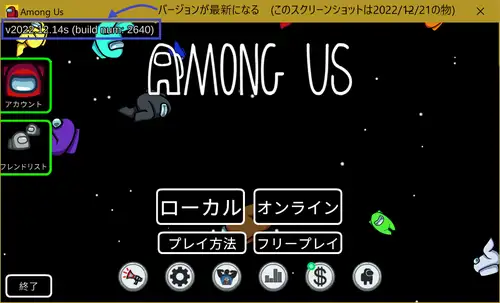 Among Us
バージョンが最新になる (このスクリーンショットは2022/12/21の物)
v2022.12.14s (build num: 2640)
AMONG US
アカウント
フレンドリスト
ローカル
オンライン
プレイ方法
フリープレイ
$
終了